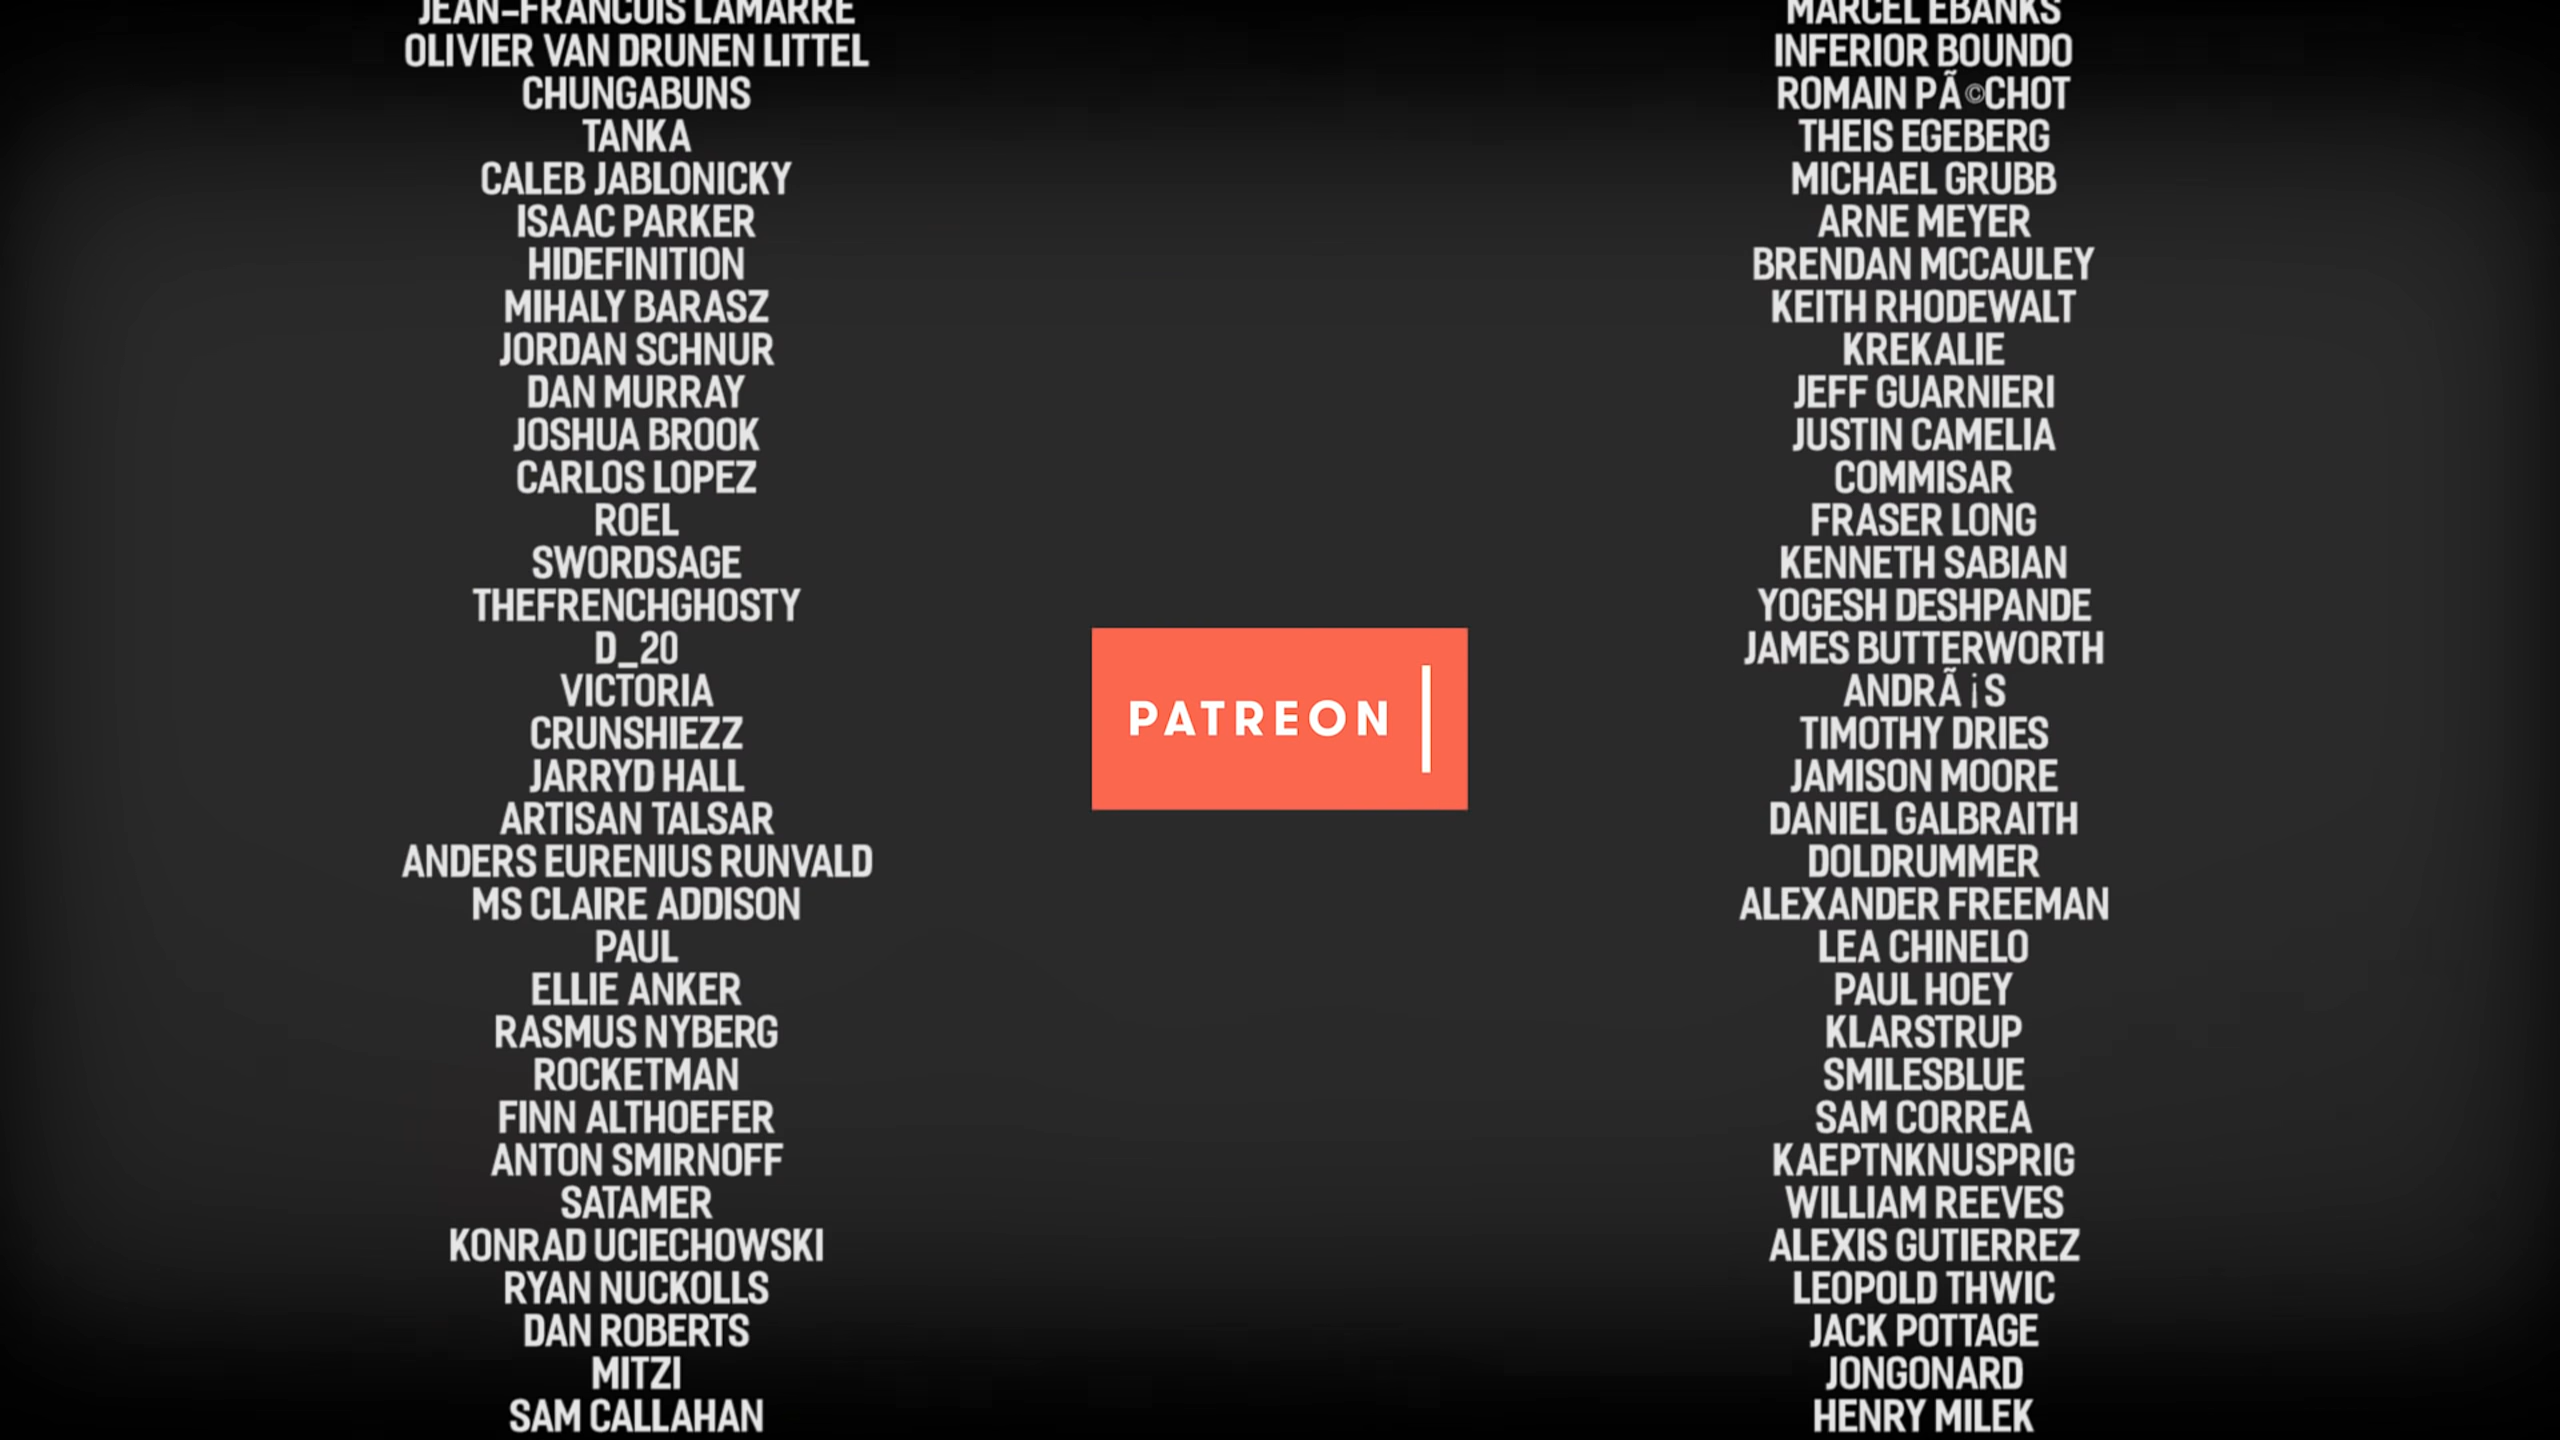 JEAN-FRANCOIS LAMARRE
OLIVIER VAN DRUNEN LITTEL
CHUNGABUNS
TANKA
CALEB JABLONICKY
ISAAC PARKER
HIDEFINITION
MIHALY BARASZ
JORDAN SCHNUR
DAN MURRAY
JOSHUA BROOK
CARLOS LOPEZ
ROEL
SWORDSAGE
THEFRENCHGHOSTY
D_20
VICTORIA
CRUNSHIEZZ
JARRYD HALL
ARTISAN TALSAR
ANDERS EURENIUS RUNVALD
MS CLAIRE ADDISON
PAUL
ELLIE ANKER
RASMUS NYBERG
ROCKETMAN
FINN ALTHOEFER
ANTON SMIRNOFF
SATAMER
KONRAD UCIECHOWSKI
RYAN NUCKOLLS
DAN ROBERTS
MITZI
SAM CALLAHAN
PATREON
MARCEL EBANKS
INFERIOR BOUNDO
ROMAIN PÃ©CHOT
THEIS EGEBERG
MICHAEL GRUBB
ARNE MEYER
BRENDAN MCCAULEY
KEITH RHODEWALT
KREKALIE
JEFF GUARNIERI
JUSTIN CAMELIA
COMMISAR
FRASER LONG
KENNETH SABIAN
YOGESH DESHPANDE
JAMES BUTTERWORTH
ANDRÃ¡S
TIMOTHY DRIES
JAMISON MOORE
DANIEL GALBRAITH
DOLDRUMMER
ALEXANDER FREEMAN
LEA CHINELO
PAUL HOEY
KLARSTRUP
SMILESBLUE
SAM CORREA
KAEPTNKNUSPRIG
WILLIAM REEVES
ALEXIS GUTIERREZ
LEOPOLD THWIC
JACK POTTAGE
JONGONARD
HENRY MILEK